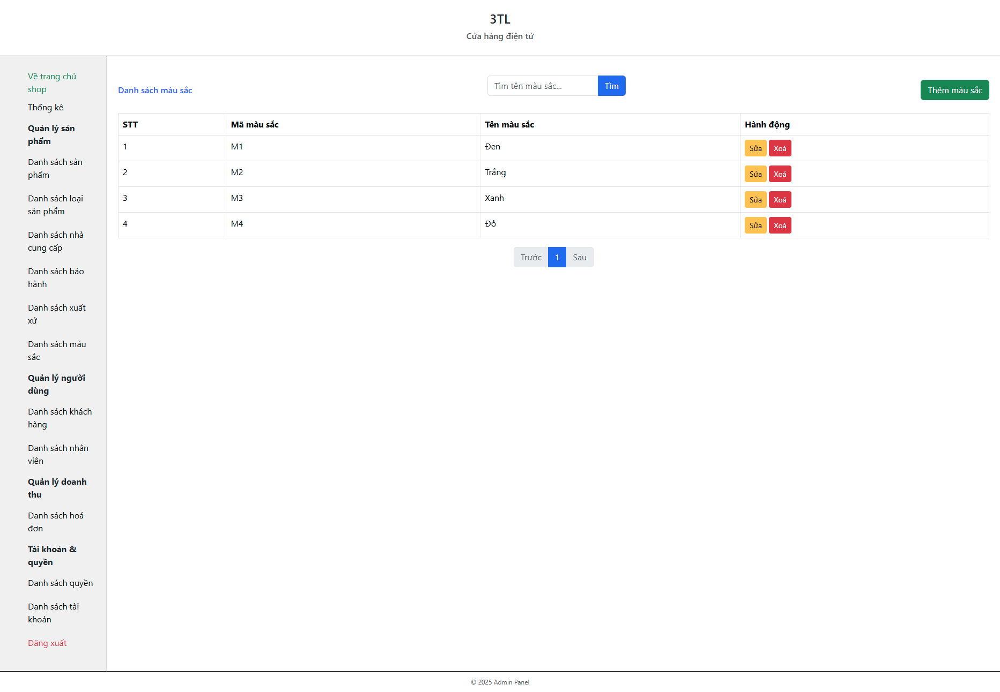 3TL
Cửa hàng điện tử
Về trang chủ
shop
Thống kê
Quản lý sản
phẩm
Danh sách sản
phẩm
Danh sách loại
sản phẩm
Danh sách nhà
cung cấp
Danh sách bảo
hành
Danh sách xuất
xứ
Danh sách màu
sắc
Quản lý người
dùng
Danh sách khách
hàng
Danh sách nhân
viên
Quản lý doanh
thu
Danh sách hoá
đơn
Tài khoản &
quyền
Danh sách quyền
Danh sách tài
khoản
Đăng xuất
Danh sách màu sắc
Tìm tên màu sắc... Tìm
Thêm màu sắc
STT Mã màu sắc Tên màu sắc Hành động
1 M1 Đen Sửa Xoá
2 M2 Trắng Sửa Xoá
3 M3 Xanh Sửa Xoá
4 M4 Đỏ Sửa Xoá
Trước 1 Sau
© 2025 Admin Panel